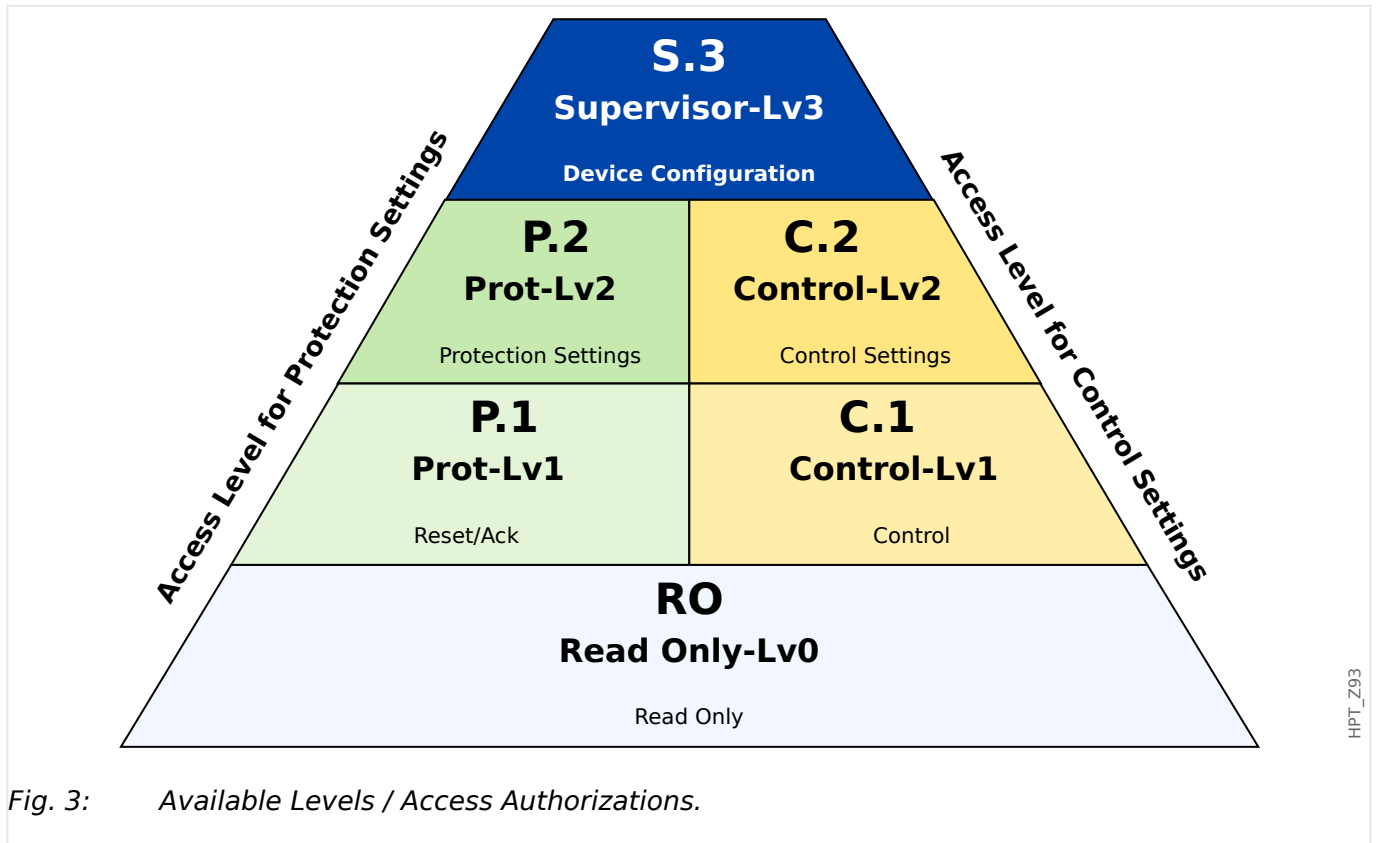 S.3
Supervisor-Lv3
Device Configuration
Access Level for Protection Settings
Access Level for Control Settings
P.2
Prot-Lv2
Protection Settings
C.2
Control-Lv2
Control Settings
P.1
Prot-Lv1
Reset/Ack
C.1
Control-Lv1
Control
RO
Read Only-Lv0
Read Only
HPT_Z93
Fig. 3: Available Levels / Access Authorizations.